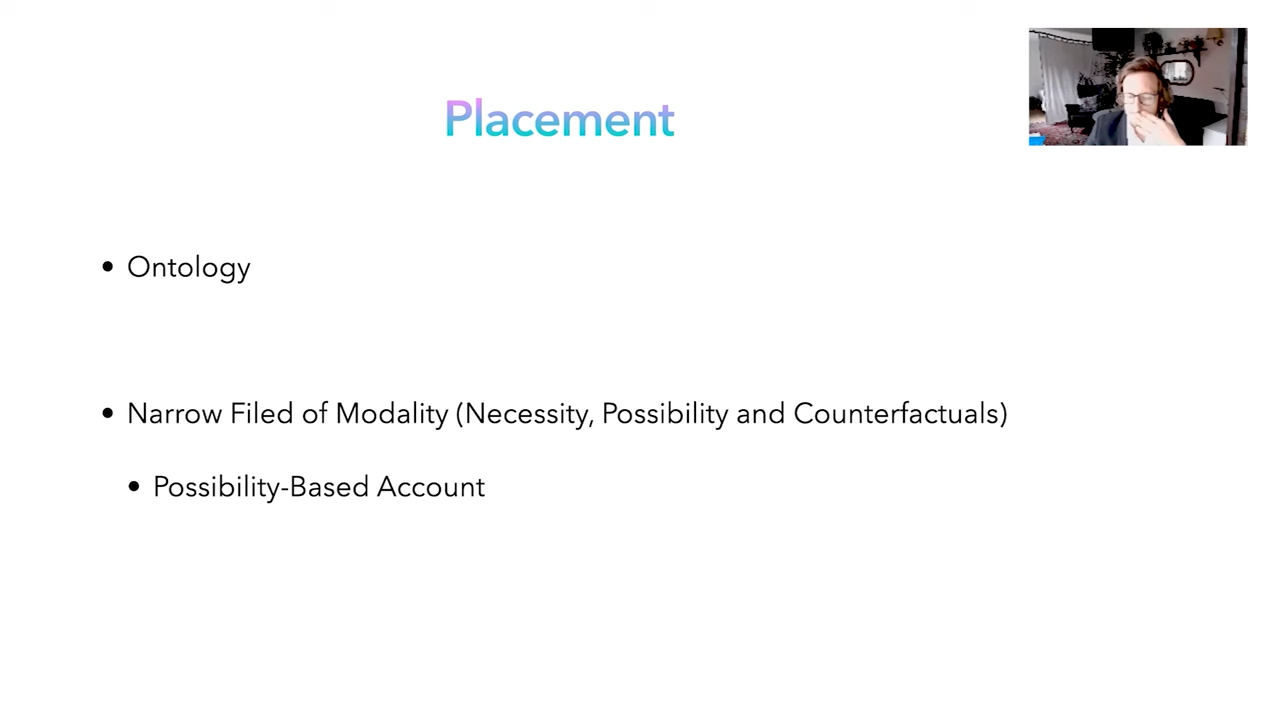 Placement
• Ontology
• Narrow Filed of Modality (Necessity, Possibility and Counterfactuals)
• Possibility-Based Account